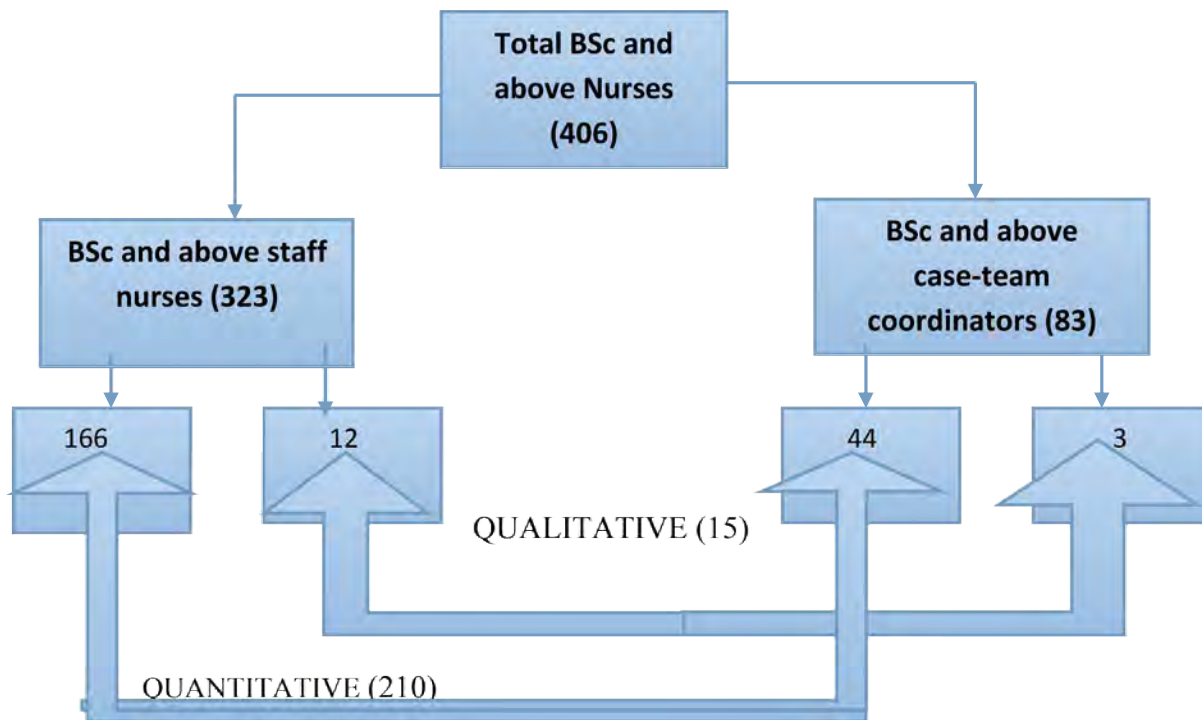 Total BSc and
above Nurses
(406)
BSc and above staff
nurses (323)
BSc and above
case-team
coordinators (83)
166
12
44
3
QUALITATIVE (15)
QUANTITATIVE (210)